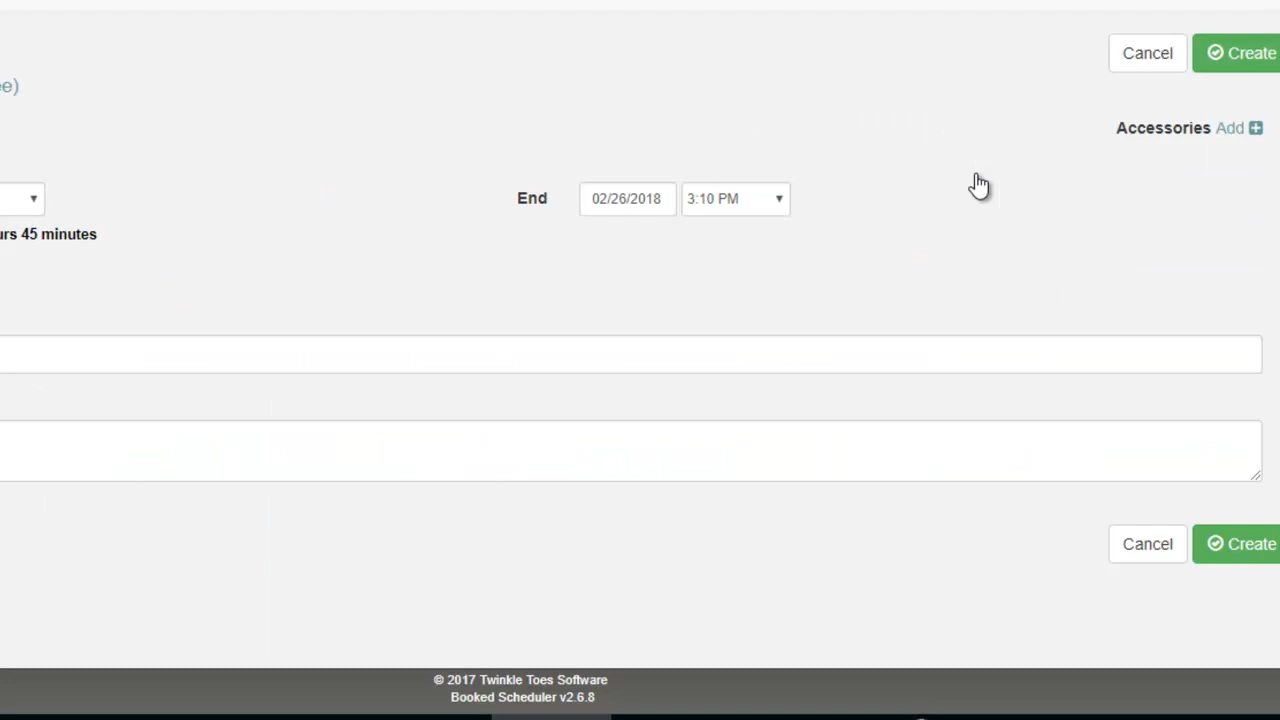 Cancel Create
ee)
Accessories Add
End 02/26/2018 3:10 PM
urs 45 minutes
Cancel Create
© 2017 Twinkle Toes Software
Booked Scheduler v2.6.8